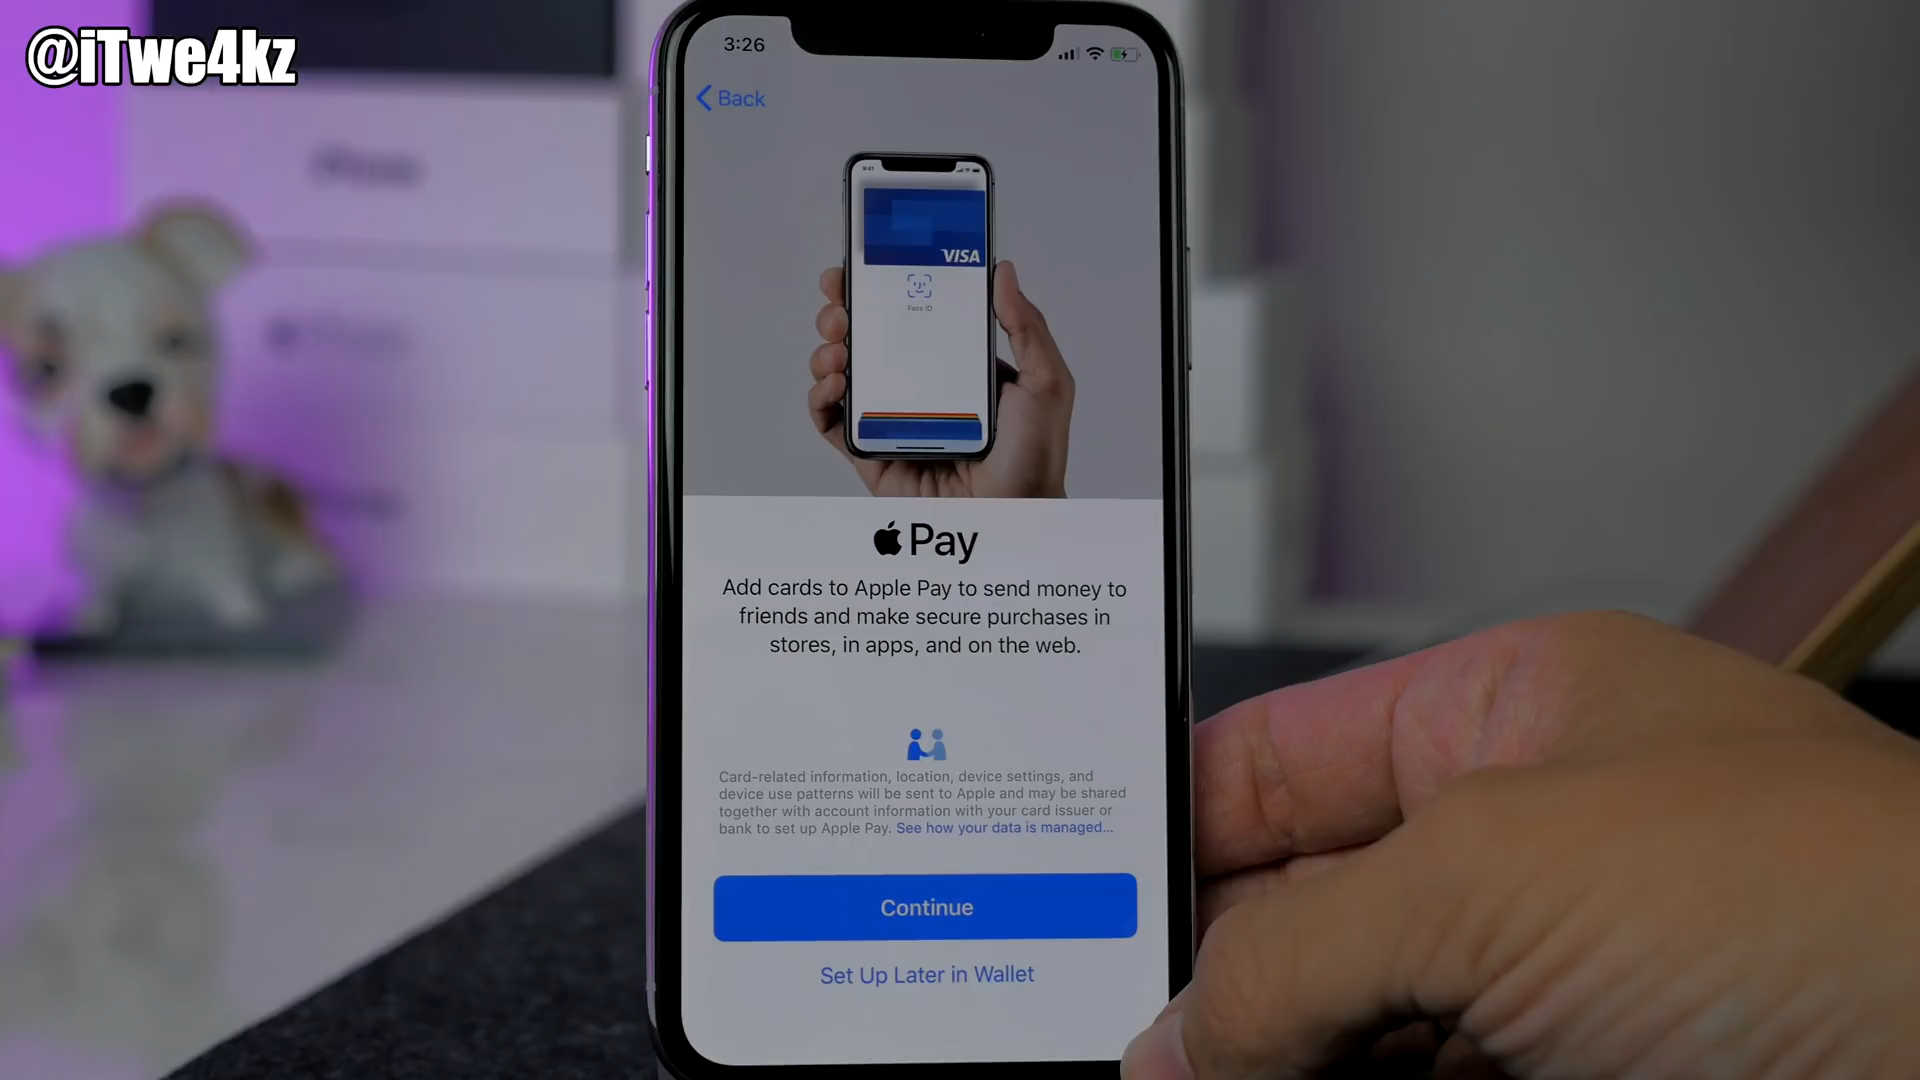 @iTwe4kz
3:26
Back
VISA
Face ID
Pay
Add cards to Apple Pay to send money to
friends and make secure purchases in
stores, in apps, and on the web.
Card-related information, location, device settings, and
device use patterns will be sent to Apple and may be shared
together with account information with your card issuer or
bank to set up Apple Pay. See how your data is managed...
Continue
Set Up Later in Wallet